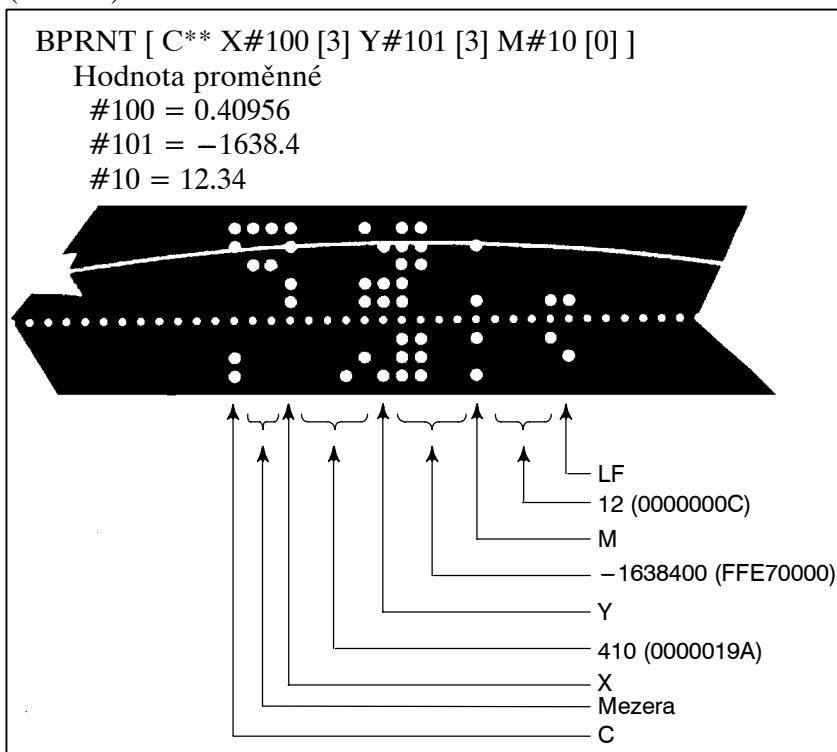 BPRNT [ C** X#100 [3] Y#101 [3] M#10 [0] ]
Hodnota proměnné
#100 = 0.40956
#101 = −1638.4
#10 = 12.34
LF
12 (0000000C)
M
−1638400 (FFE70000)
Y
410 (0000019A)
X
Mezera
C